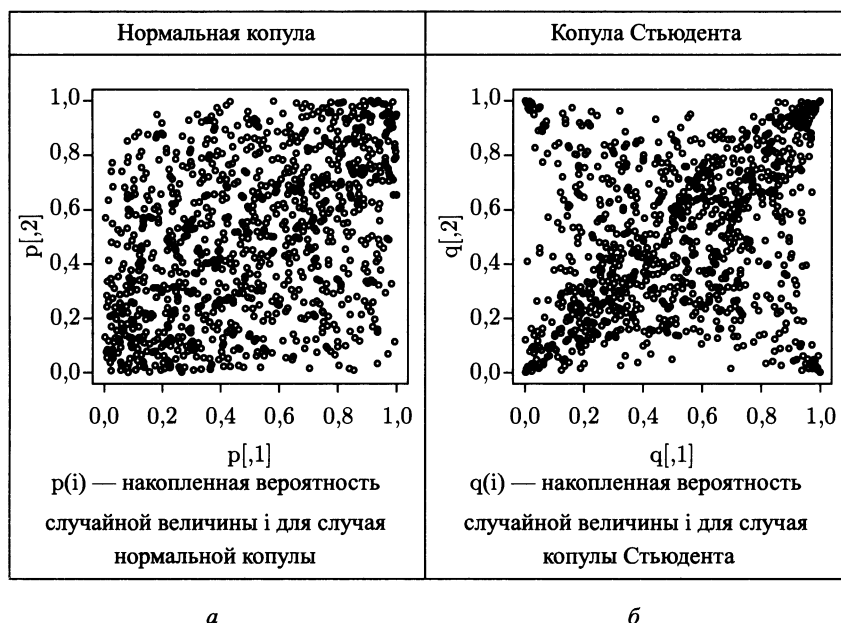 Нормальная копула
Копула Стьюдента
1,0
0,8
0,6
0,4
0,2
0,0
p[,2]
0,0 0,2 0,4 0,6 0,8 1,0
p[,1]
p(i) — накопленная вероятность
случайной величины i для случая
нормальной копулы
1,0
0,8
0,6
0,4
0,2
0,0
q[,2]
0,0 0,2 0,4 0,6 0,8 1,0
q[,1]
q(i) — накопленная вероятность
случайной величины i для случая
копулы Стьюдента
а
б